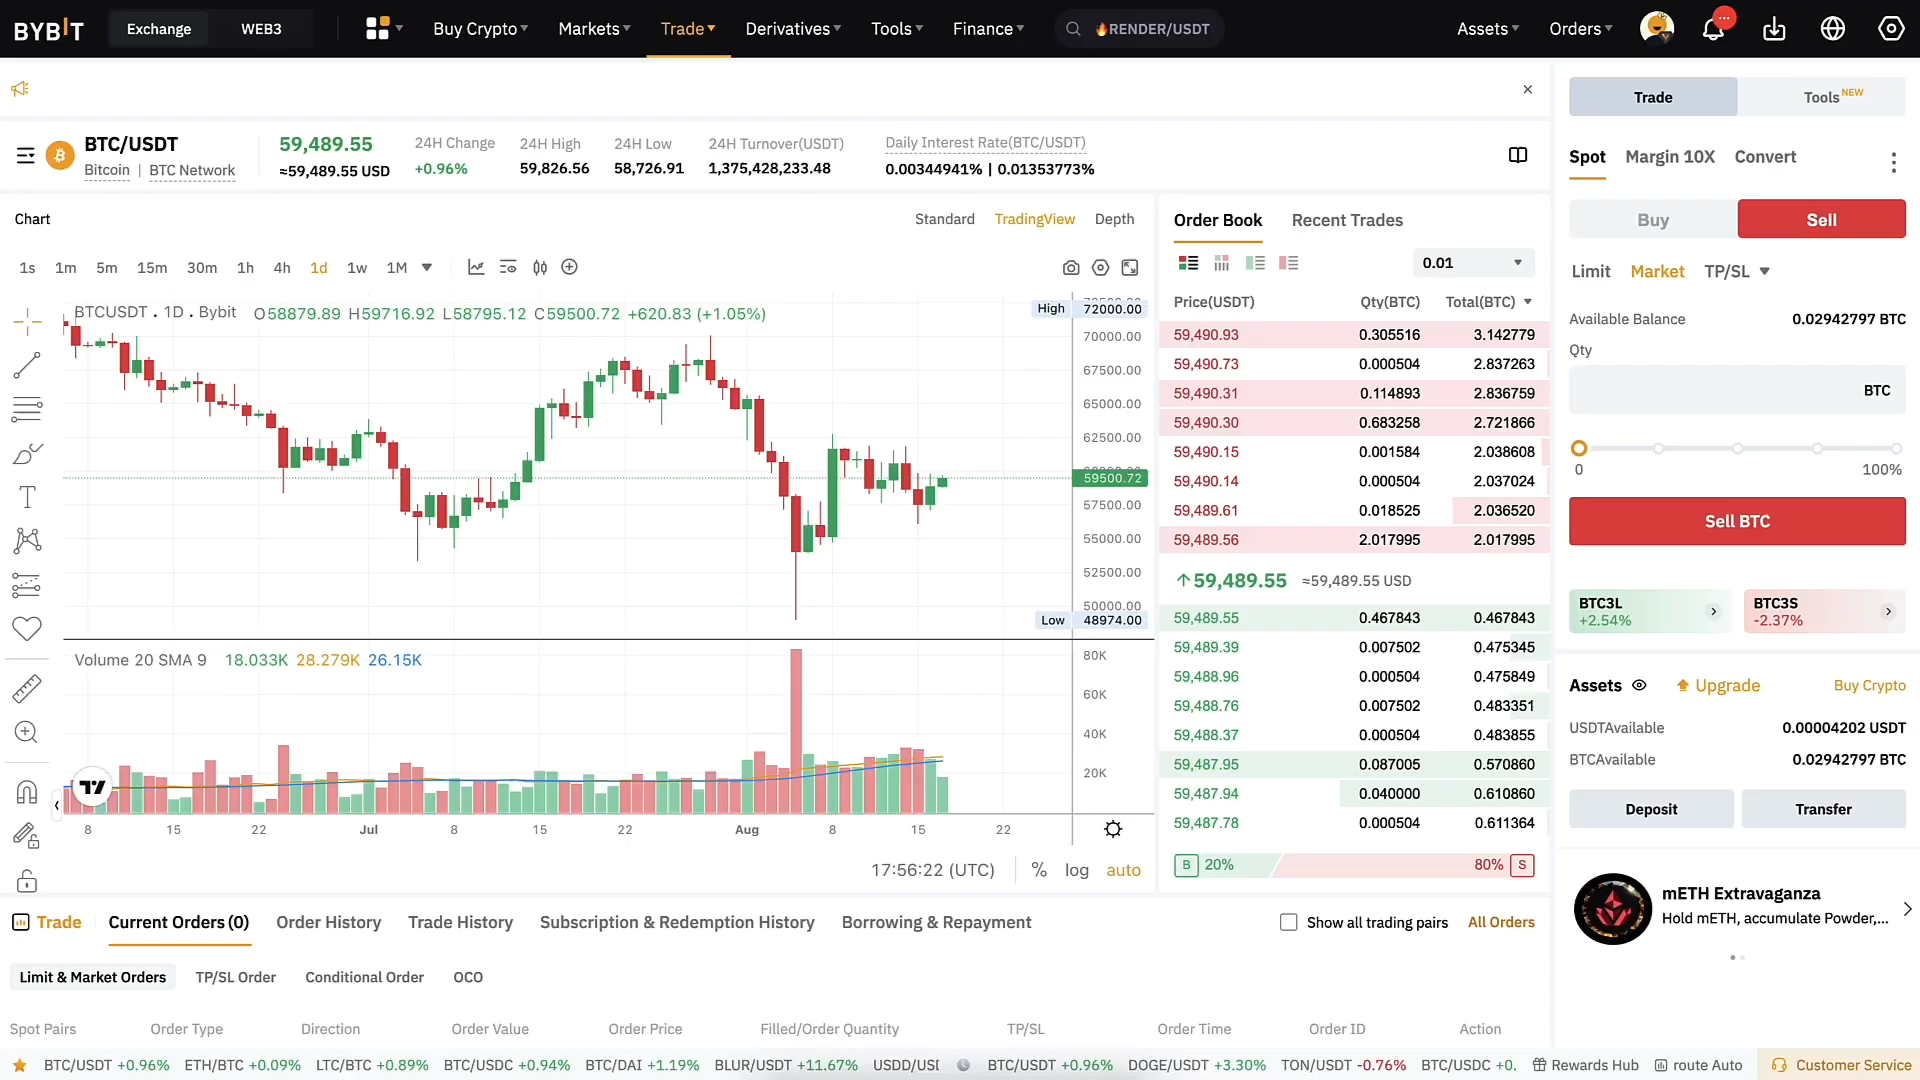 BYBIT Exchange WEB3 Buy Crypto Markets Trade Derivatives Tools Finance 🔥RENDER/USDT Assets Orders
BTC/USDT
Bitcoin | BTC Network
59,489.55
≈59,489.55 USD
24H Change
+0.96%
24H High
59,826.56
24H Low
58,726.91
24H Turnover(USDT)
1,375,428,233.48
Daily Interest Rate(BTC/USDT)
0.00344941% | 0.01353773%
Chart
Standard TradingView Depth
1s 1m 5m 15m 30m 1h 4h 1d 1w 1M
BTCUSDT . 1D . Bybit O58879.89 H59716.92 L58795.12 C59500.72 +620.83 (+1.05%)
High 72000.00
70000.00
67500.00
65000.00
62500.00
59500.72
57500.00
55000.00
52500.00
50000.00
Low 48974.00
Volume 20 SMA 9 18.033K 28.279K 26.15K
80K
60K
40K
20K
8 15 22 Jul 8 15 22 Aug 8 15 22
17:56:22 (UTC) % log auto
Order Book Recent Trades
0.01
Price(USDT) Qty(BTC) Total(BTC)
59,490.93 0.305516 3.142779
59,490.73 0.000504 2.837263
59,490.31 0.114893 2.836759
59,490.30 0.683258 2.721866
59,490.15 0.001584 2.038608
59,490.14 0.000504 2.037024
59,489.61 0.018525 2.036520
59,489.56 2.017995 2.017995
↑59,489.55 ≈59,489.55 USD
59,489.55 0.467843 0.467843
59,489.39 0.007502 0.475345
59,488.96 0.000504 0.475849
59,488.76 0.007502 0.483351
59,488.37 0.000504 0.483855
59,487.95 0.087005 0.570860
59,487.94 0.040000 0.610860
59,487.78 0.000504 0.611364
B 20% 80% S
Trade Tools NEW
Spot Margin 10X Convert
Buy Sell
Limit Market TP/SL
Available Balance 0.02942797 BTC
Qty
BTC
0 100%
Sell BTC
BTC3L
+2.54%
BTC3S
-2.37%
Assets Upgrade Buy Crypto
USDTAvailable 0.00004202 USDT
BTCAvailable 0.02942797 BTC
Deposit Transfer
mETH Extravaganza
Hold mETH, accumulate Powder,...
Trade Current Orders (0) Order History Trade History Subscription & Redemption History Borrowing & Repayment Show all trading pairs All Orders
Limit & Market Orders TP/SL Order Conditional Order OCO
Spot Pairs Order Type Direction Order Value Order Price Filled/Order Quantity TP/SL Order Time Order ID Action
BTC/USDT +0.96% ETH/BTC +0.09% LTC/BTC +0.89% BTC/USDC +0.94% BTC/DAI +1.19% BLUR/USDT +11.67% USDD/USI BTC/USDT +0.96% DOGE/USDT +3.30% TON/USDT -0.76% BTC/USDC +0. Rewards Hub route Auto Customer Service